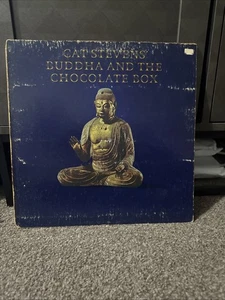 CAT STEVENS
BUDDHA AND THE
CHOCOLATE BOX